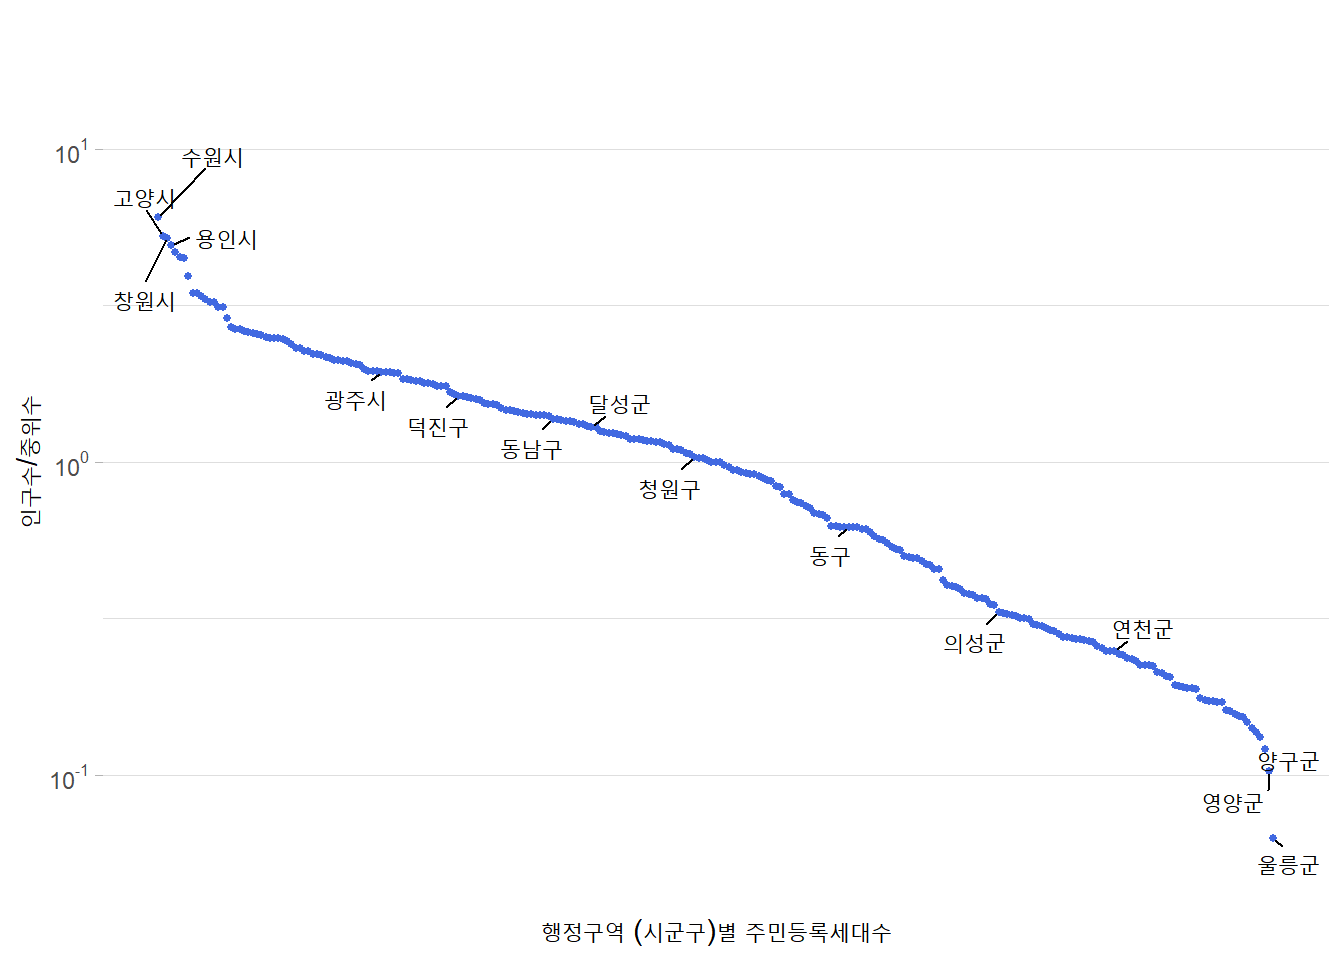 10¹
수원시
고양시
용인시
창원시
광주시
덕진구
달성군
동남구
10⁰
청원구
동구
의성군
연천군
10⁻¹
양구군
영양군
울릉군
인구수/중위수
행정구역 (시군구)별 주민등록세대수